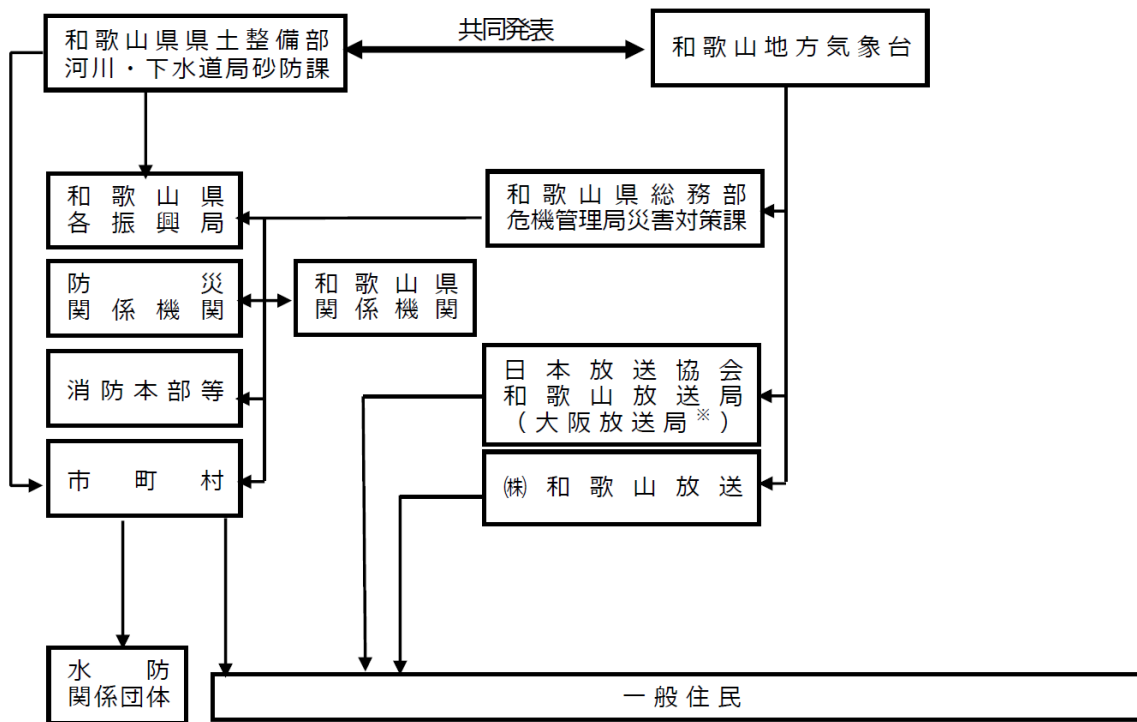 共同発表
和歌山県県土整備部
河川・下水道局砂防課
和歌山地方気象台
和歌山県
各振興局
和歌山県総務部
危機管理局災害対策課
防災
関係機関
和歌山県
関係機関
消防本部等
日本放送協会
和歌山放送局
(大阪放送局※)
市町村
㈱和歌山放送
水防
関係団体
一般住民